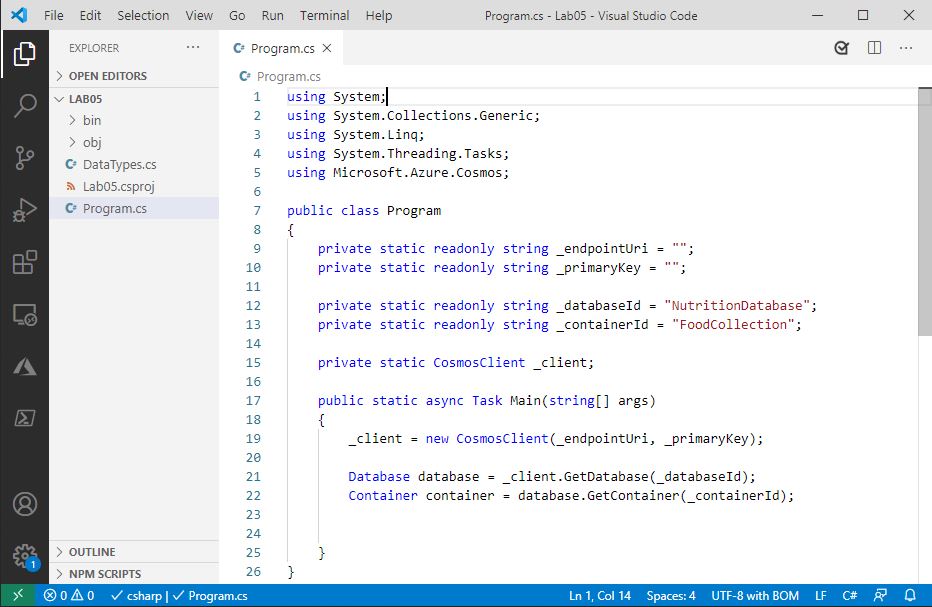 File Edit Selection View Go Run Terminal Help Program.cs - Lab05 - Visual Studio Code
EXPLORER ···
OPEN EDITORS
LAB05
bin
obj
DataTypes.cs
Lab05.csproj
Program.cs
OUTLINE
NPM SCRIPTS
1
Program.cs
Program.cs
1 using System;
2 using System.Collections.Generic;
3 using System.Linq;
4 using System.Threading.Tasks;
5 using Microsoft.Azure.Cosmos;
6
7 public class Program
8 {
9     private static readonly string _endpointUri = "";
10     private static readonly string _primaryKey = "";
11
12     private static readonly string _databaseId = "NutritionDatabase";
13     private static readonly string _containerId = "FoodCollection";
14
15     private static CosmosClient _client;
16
17     public static async Task Main(string[] args)
18     {
19         _client = new CosmosClient(_endpointUri, _primaryKey);
20
21         Database database = _client.GetDatabase(_databaseId);
22         Container container = database.GetContainer(_containerId);
23
24
25     }
26 }
0 0 csharp | Program.cs Ln 1, Col 14 Spaces: 4 UTF-8 with BOM LF C#